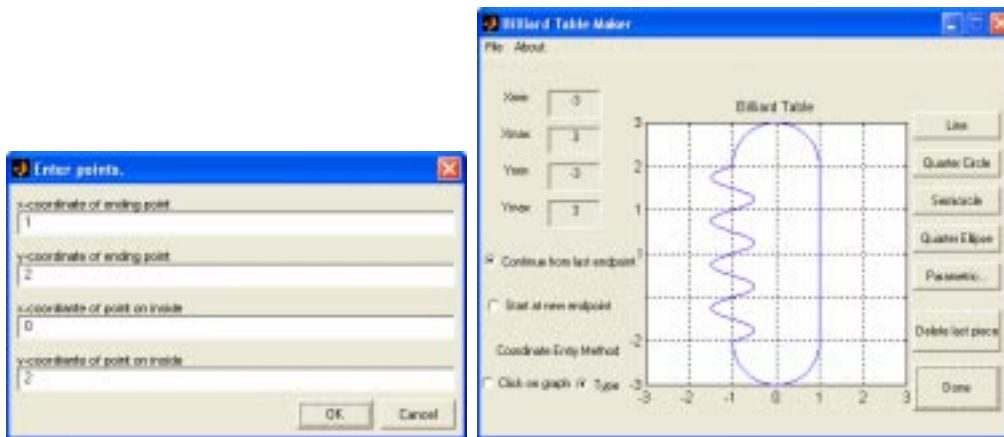 Enter points.
x-coordinate of ending point
1
y-coordinate of ending point
2
x-coordiante of point on inside
0
y-coordiante of point on inside
2
OK
Cancel
Billiard Table Maker
File About
Xmin -3
Xmax 3
Ymin -3
Ymax 3
Continue from last endpoint
Start at new endpoint
Coordinate Entry Method
Click on graph Type
Billiard Table
3
2
1
-2
-3
-3 -2 -1 0 1 2 3
Line
Quarter Circle
Semicircle
Quarter Ellipse
Parametric...
Delete last piece
Done